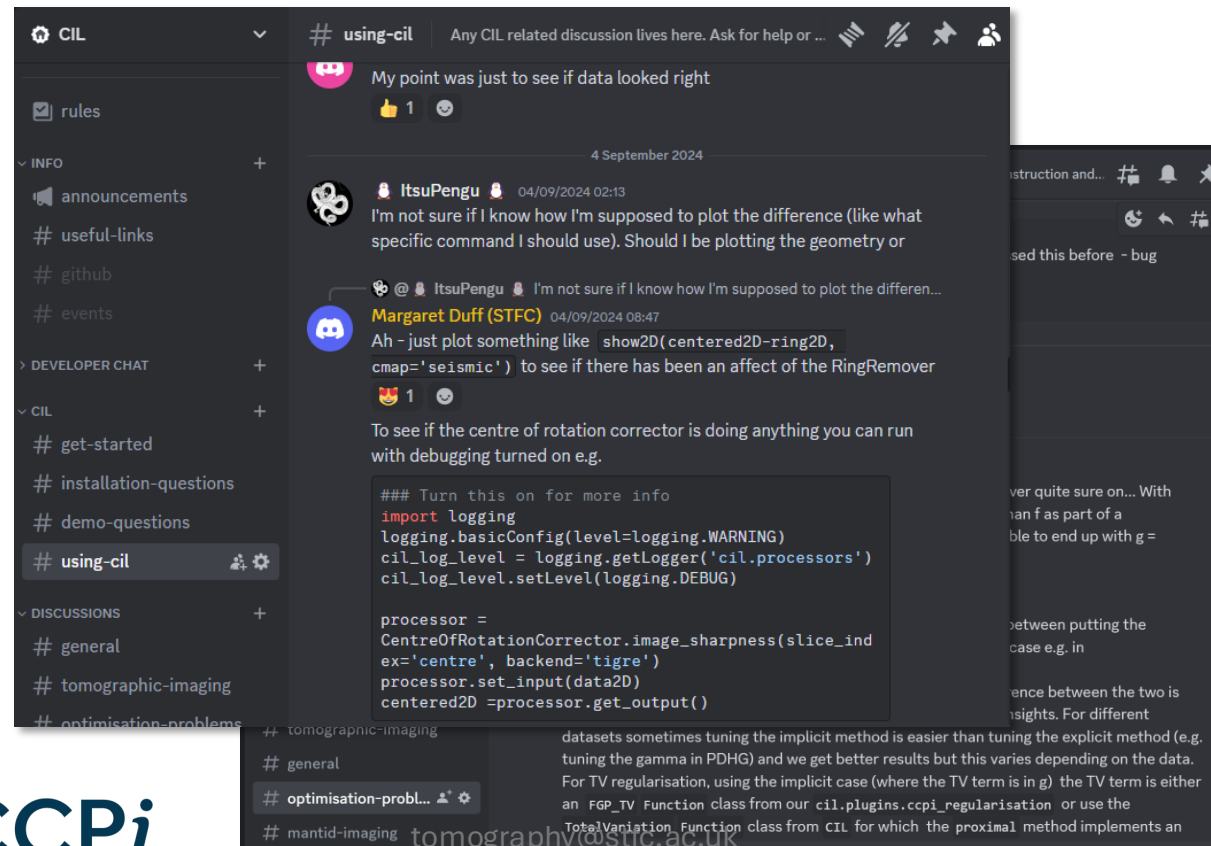 CIL
rules
INFO
announcements
# useful-links
# github
# events
DEVELOPER CHAT
CIL
# get-started
# installation-questions
# demo-questions
# using-cil
DISCUSSIONS
# general
# tomographic-imaging
# optimisation-problems
# using-cil
Any CIL related discussion lives here. Ask for help or ...
My point was just to see if data looked right
1
4 September 2024
ItsuPengu 04/09/2024 02:13
I'm not sure if I know how I'm supposed to plot the difference (like what
specific command I should use). Should I be plotting the geometry or
@ ItsuPengu I'm not sure if I know how I'm supposed to plot the differen...
Margaret Duff (STFC) 04/09/2024 08:47
Ah - just plot something like show2D(centered2D-ring2D,
cmap='seismic') to see if there has been an affect of the RingRemover
1
To see if the centre of rotation corrector is doing anything you can run
with debugging turned on e.g.
### Turn this on for more info
import logging
logging.basicConfig(level=logging.WARNING)
cil_log_level = logging.getLogger('cil.processors')
cil_log_level.setLevel(logging.DEBUG)
processor =
CentreOfRotationCorrector.image_sharpness(slice_ind
ex='centre', backend='tigre')
processor.set_input(data2D)
centered2D =processor.get_output()
struction and...
sed this before - bug
ver quite sure on... With
an f as part of a
ble to end up with g =
between putting the
case e.g. in
ence between the two is
nsights. For different
datasets sometimes tuning the implicit method is easier than tuning the explicit method (e.g.
tuning the gamma in PDHG) and we get better results but this varies depending on the data.
For TV regularisation, using the implicit case (where the TV term is in g) the TV term is either
an FGP_TV Function class from our cil.plugins.ccpi_regularisation or use the
TotalVariation Function class from CIL for which the proximal method implements an
# tomographic-imaging
# general
# optimisation-probl...
# mantid-imaging
CCPi
tomography@stfc.ac.uk